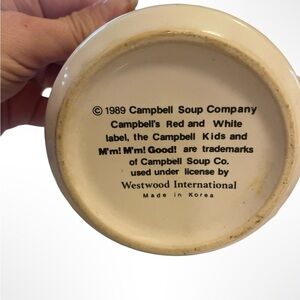 © 1989 Campbell Soup Company
Campbell's Red and White
label, the Campbell Kids and
M'm! M'm! Good! are trademarks
of Campbell Soup Co.
used under license by
Westwood International
Made in Korea